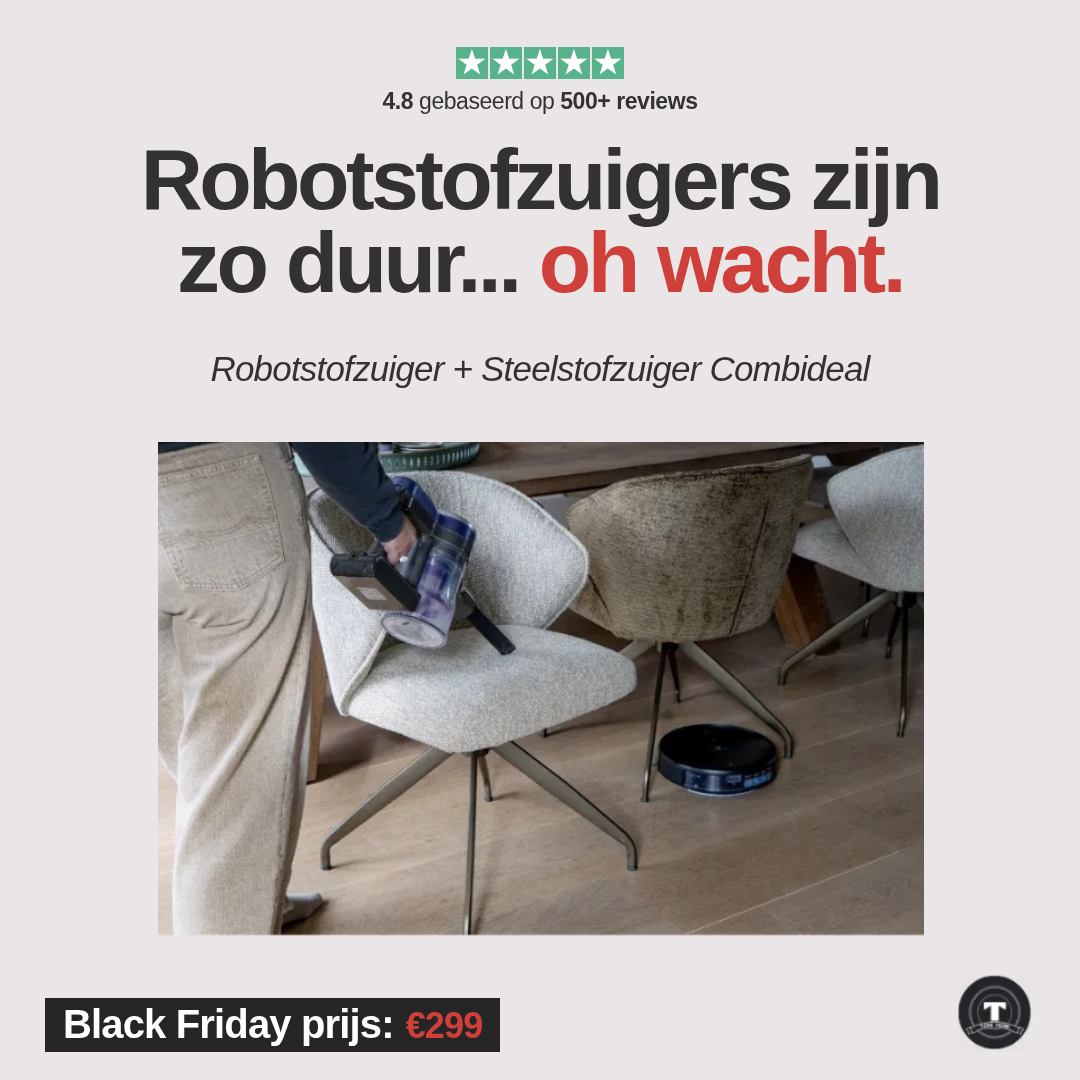 4.8 gebaseerd op 500+ reviews
Robotstofzuigers zijn
zo duur... oh wacht.
Robotstofzuiger + Steelstofzuiger Combideal
Black Friday prijs: €299
T